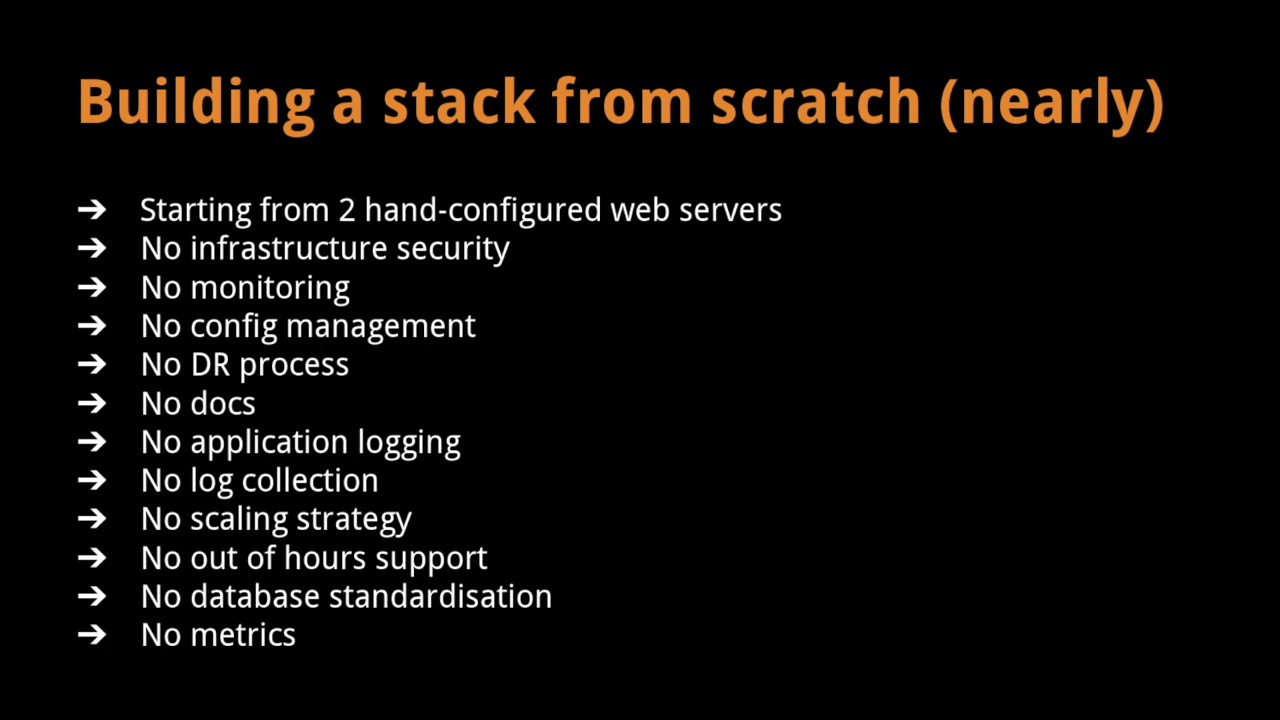 Building a stack from scratch (nearly)
➔ Starting from 2 hand-configured web servers
➔ No infrastructure security
➔ No monitoring
➔ No config management
➔ No DR process
➔ No docs
➔ No application logging
➔ No log collection
➔ No scaling strategy
➔ No out of hours support
➔ No database standardisation
➔ No metrics